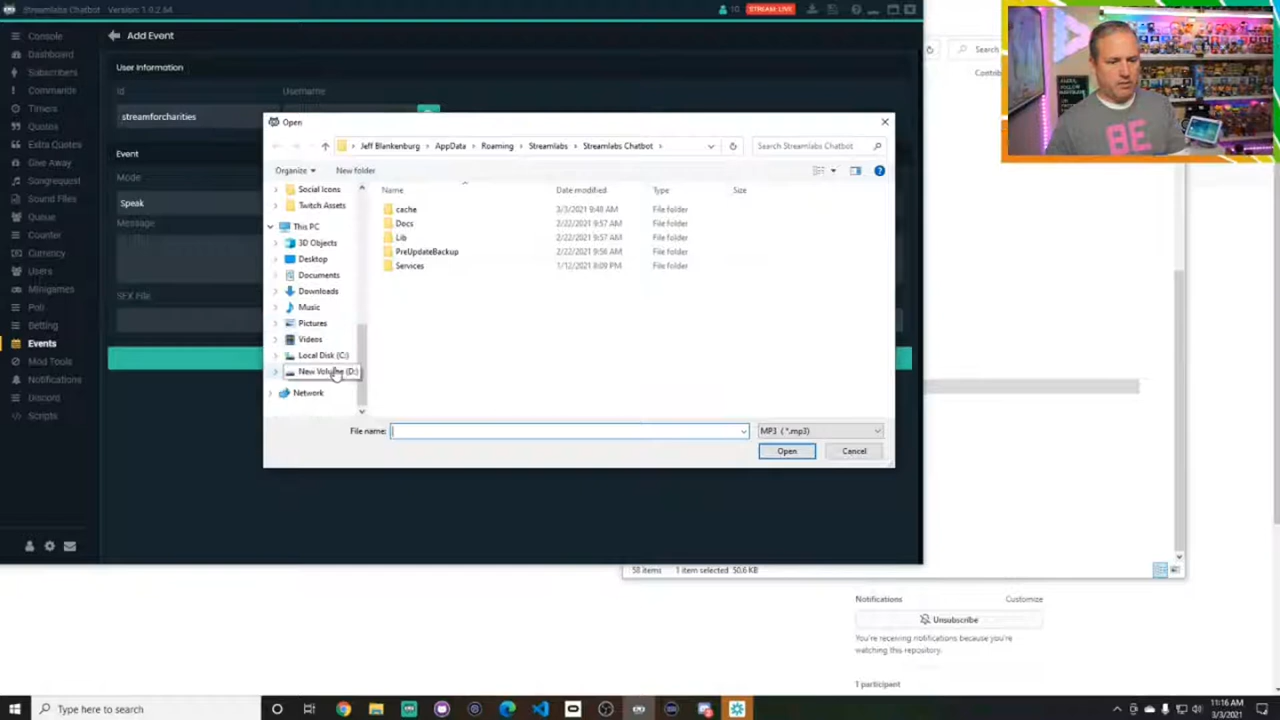 Streamlabs Chatbot Version: 1.0.2.64
10
STREAM: LIVE
Console
Dashboard
Subscribers
Commands
Timers
Quotes
Extra Quotes
Give Away
Songrequest
Sound Files
Queue
Counter
Currency
Users
Minigames
Poll
Betting
Events
Mod Tools
Notifications
Discord
Scripts
Add Event
User Information
Id
Username
streamforcharities
Event
Mode
Speak
Message
SFX File
Open
Jeff Blankenburg > AppData > Roaming > Streamlabs > Streamlabs Chatbot >
Search Streamlabs Chatbot
Organize
New folder
Name
Date modified
Type
Size
Social Icons
Twitch Assets
This PC
3D Objects
Desktop
Documents
Downloads
Music
Pictures
Videos
Local Disk (C:)
New Volume (D:)
Network
cache 3/3/2021 9:48 AM File folder
Docs 2/22/2021 9:57 AM File folder
Lib 2/22/2021 9:57 AM File folder
PreUpdateBackup 2/22/2021 9:56 AM File folder
Services 1/12/2021 8:09 PM File folder
File name:
MP3 (*.mp3)
Open
Cancel
Search
Contrib
BE
58 items 1 item selected 50.6 KB
Notifications
Customize
Unsubscribe
You're receiving notifications because you're
watching this repository.
1 participant
Type here to search
11:16 AM
3/3/2021